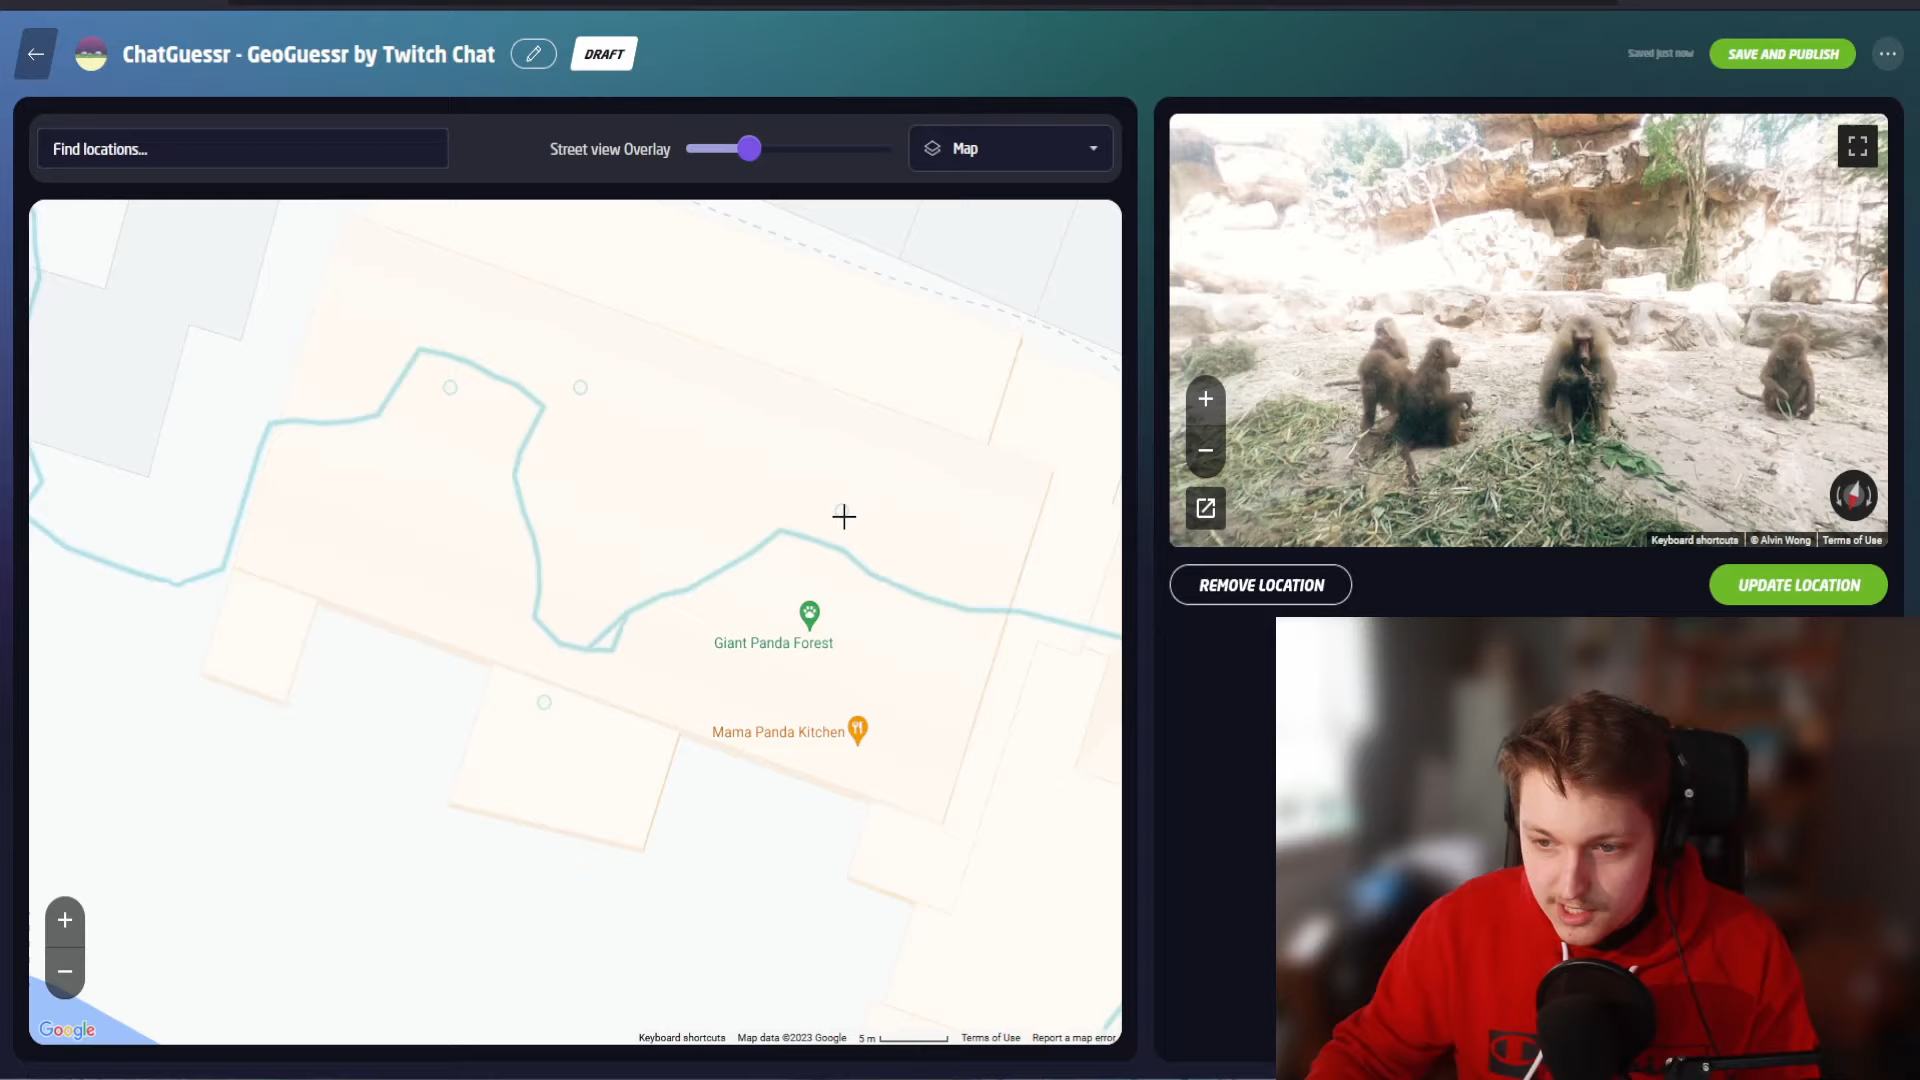 ChatGuessr - GeoGuessr by Twitch Chat
DRAFT
Saved just now
SAVE AND PUBLISH
Find locations...
Street view Overlay
Map
Giant Panda Forest
Mama Panda Kitchen
Google
Keyboard shortcuts
Map data ©2023 Google
5 m
Terms of Use
Report a map error
Keyboard shortcuts
© Alvin Wong
Terms of Use
REMOVE LOCATION
UPDATE LOCATION